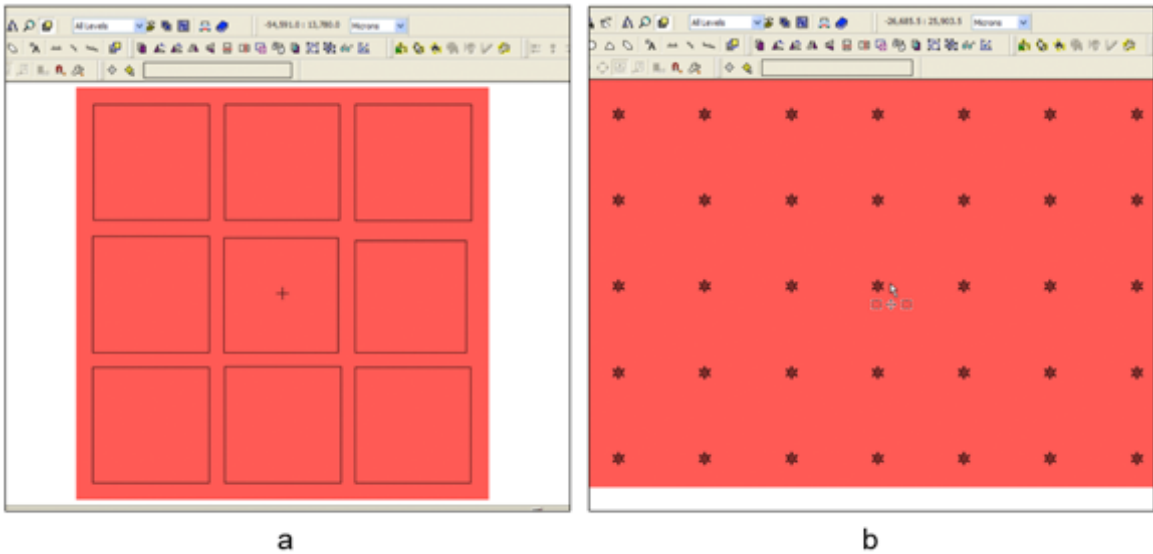 All Levels
-54,591.0 : 13,780.0
Microns
All Levels
-26,685.5 : 25,903.5
Microns
a
b